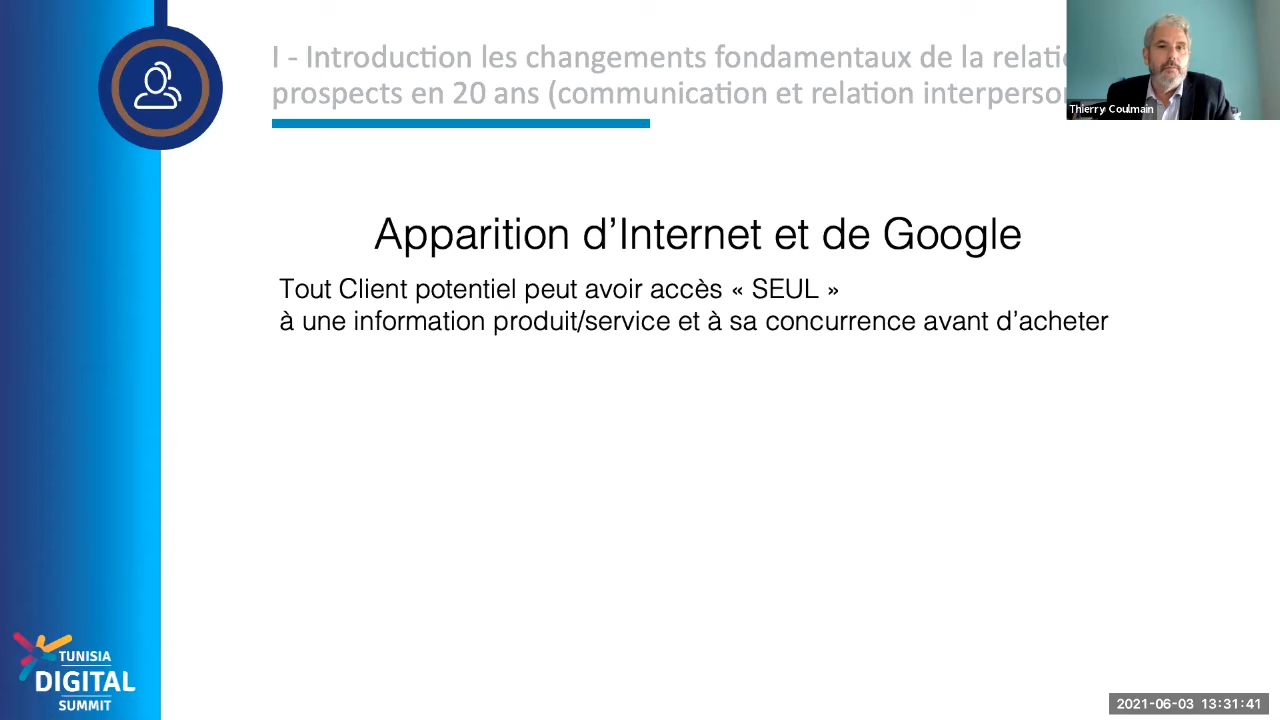 I - Introduction les changements fondamentaux de la
prospects en 20 ans (communication et relation
Thierry Coulmain
Apparition d’Internet et de Google
Tout Client potentiel peut avoir accès « SEUL »
à une information produit/service et à sa concurrence avant d’acheter
TUNISIA
DIGITAL
SUMMIT
2021-06-03 13:31:41